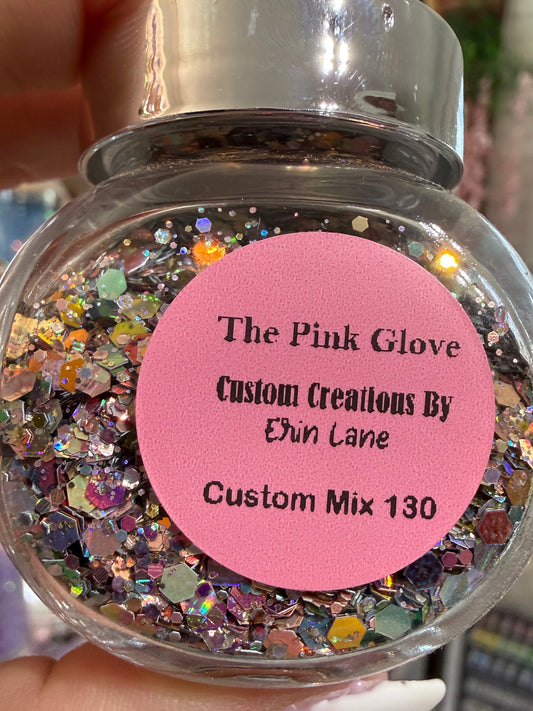 The Pink Glove
Custom Creations By
Erin Lane
Custom Mix 130